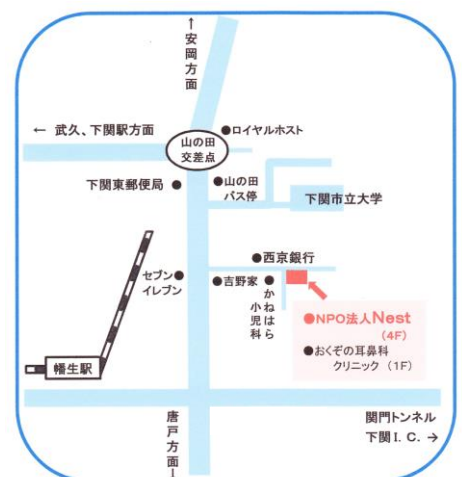 ↑
安岡方面
← 武久、下関駅方面
●ロイヤルホスト
山の田
交差点
下関東郵便局 ●
●山の田
バス停
下関市立大学
●西京銀行
セブン●
イレブン
●吉野家
●
かねはら
小児科
●NPO法人Nest
(4F)
●おくぞの耳鼻科
クリニック (1F)
幡生駅
唐戸方面
↓
関門トンネル
下関I.C. →